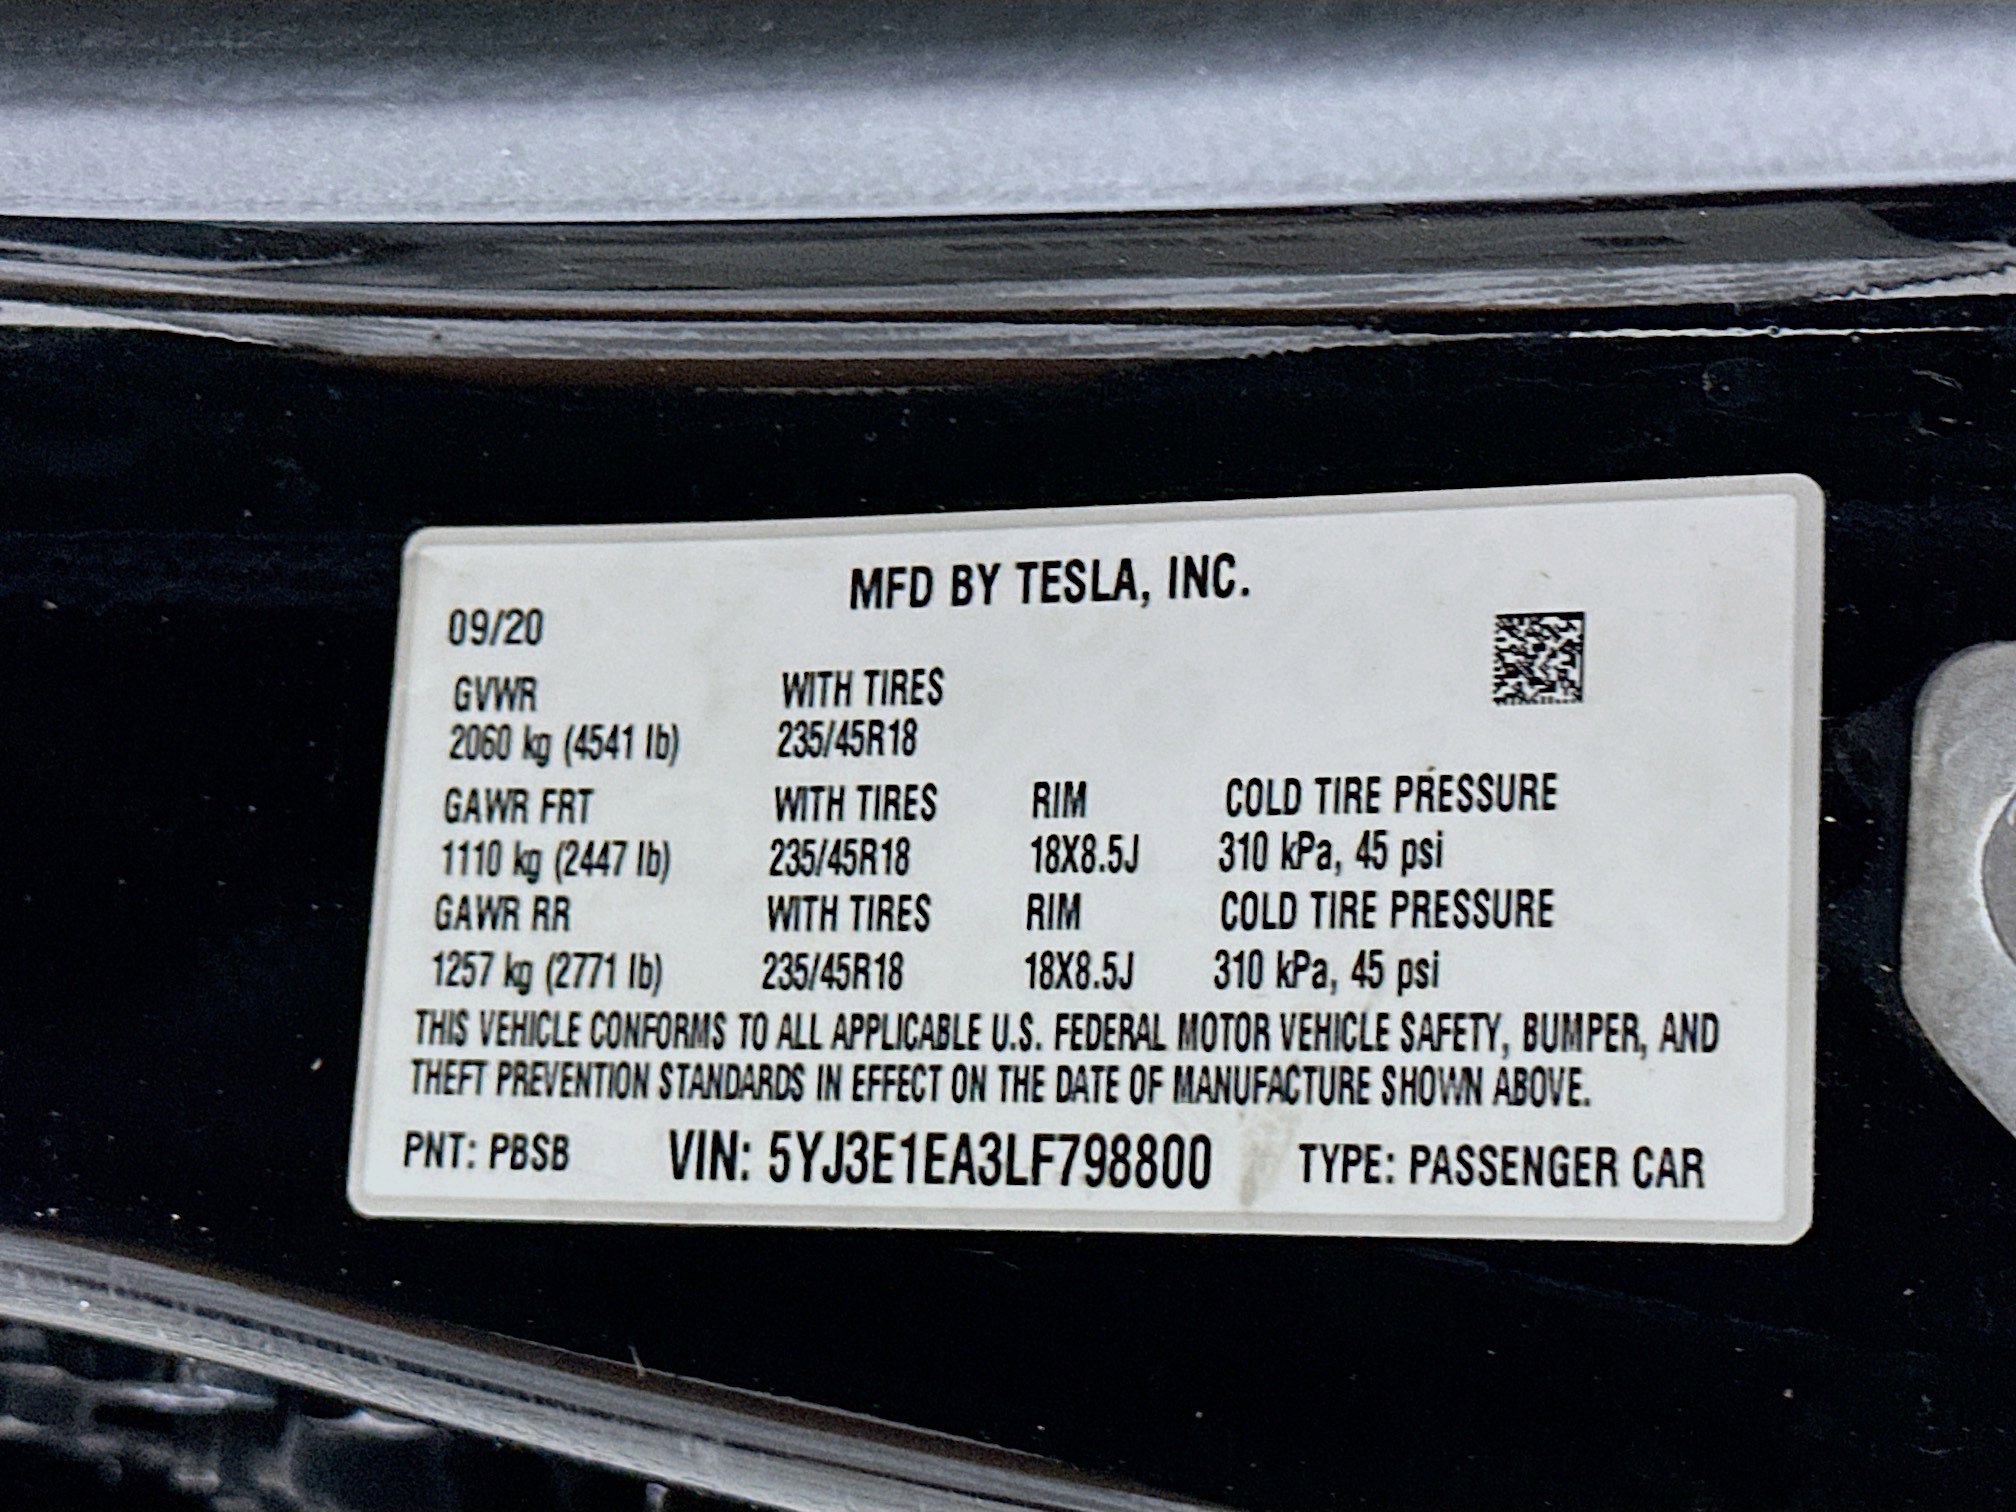 MFD BY TESLA, INC.
09/20
GVWR WITH TIRES
2060 kg (4541 lb) 235/45R18
GAWR FRT WITH TIRES RIM COLD TIRE PRESSURE
1110 kg (2447 lb) 235/45R18 18X8.5J 310 kPa, 45 psi
GAWR RR WITH TIRES RIM COLD TIRE PRESSURE
1257 kg (2771 lb) 235/45R18 18X8.5J 310 kPa, 45 psi
THIS VEHICLE CONFORMS TO ALL APPLICABLE U.S. FEDERAL MOTOR VEHICLE SAFETY, BUMPER, AND
THEFT PREVENTION STANDARDS IN EFFECT ON THE DATE OF MANUFACTURE SHOWN ABOVE.
PNT: PBSB VIN: 5YJ3E1EA3LF798800 TYPE: PASSENGER CAR